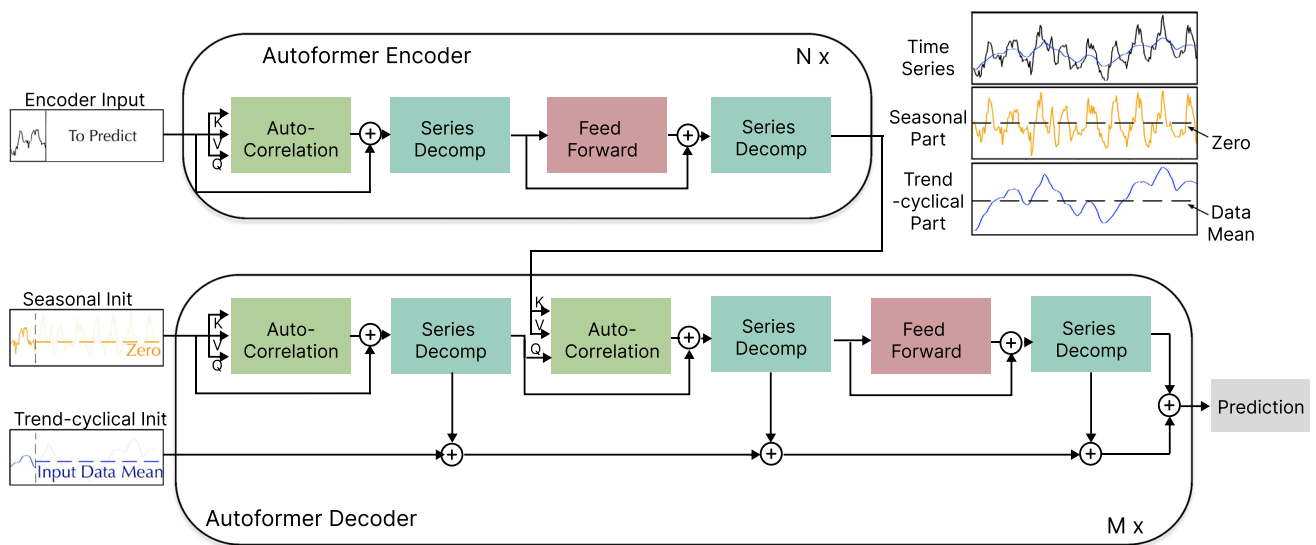 Autoformer Encoder
N x
Encoder Input
To Predict
K
V
Q
Auto-
Correlation
Series
Decomp
Feed
Forward
Series
Decomp
Time
Series
Seasonal
Part
Zero
Trend
-cyclical
Part
Data
Mean
Seasonal Init
Zero
K
V
Q
Auto-
Correlation
Series
Decomp
K
V
Q
Auto-
Correlation
Series
Decomp
Feed
Forward
Series
Decomp
Prediction
Trend-cyclical Init
Input Data Mean
Autoformer Decoder
M x